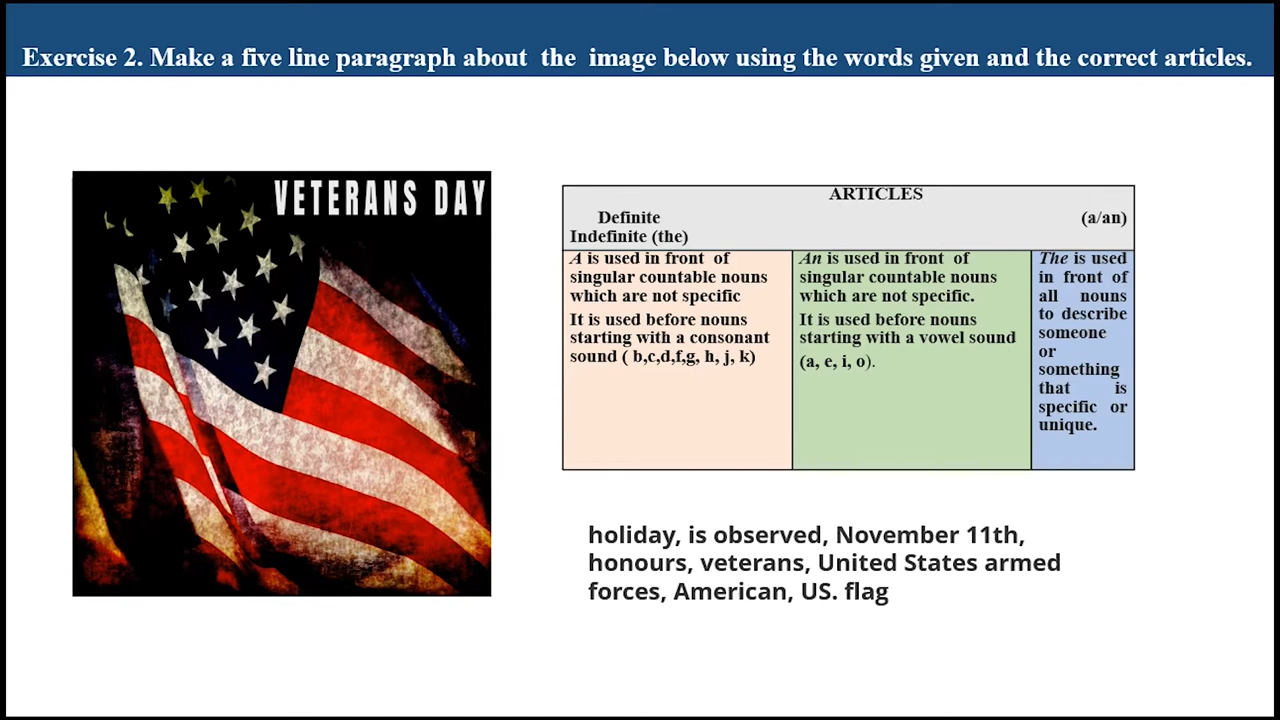 Exercise 2. Make a five line paragraph about the image below using the words given and the correct articles.
VETERANS DAY
ARTICLES
Definite (a/an)
Indefinite (the)
A is used in front of
singular countable nouns
which are not specific
It is used before nouns
starting with a consonant
sound ( b,c,d,f,g, h, j, k)
An is used in front of
singular countable nouns
which are not specific.
It is used before nouns
starting with a vowel sound
(a, e, i, o).
The is used
in front of
all nouns
to describe
someone
or
something
that is
specific or
unique.
holiday, is observed, November 11th,
honours, veterans, United States armed
forces, American, US. flag